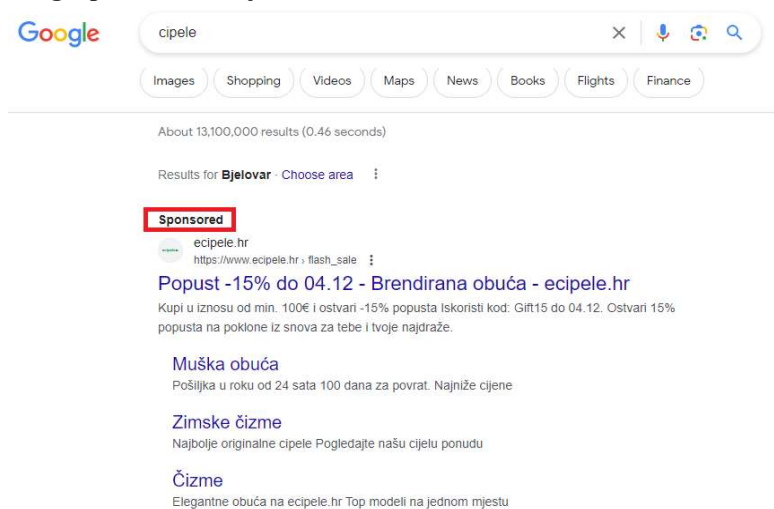 Google
cipele
Images Shopping Videos Maps News Books Flights Finance
About 13,100,000 results (0.46 seconds)
Results for Bjelovar · Choose area
Sponsored
ecipele.hr
https://www.ecipele.hr › flash_sale
Popust -15% do 04.12 - Brendirana obuća - ecipele.hr
Kupi u iznosu od min. 100€ i ostvari -15% popusta Iskoristi kod: Gift15 do 04.12. Ostvari 15%
popusta na poklone iz snova za tebe i tvoje najdraže.
Muška obuća
Pošiljka u roku od 24 sata 100 dana za povrat. Najniže cijene
Zimske čizme
Najbolje originalne cipele Pogledajte našu cijelu ponudu
Čizme
Elegantne obuća na ecipele.hr Top modeli na jednom mjestu